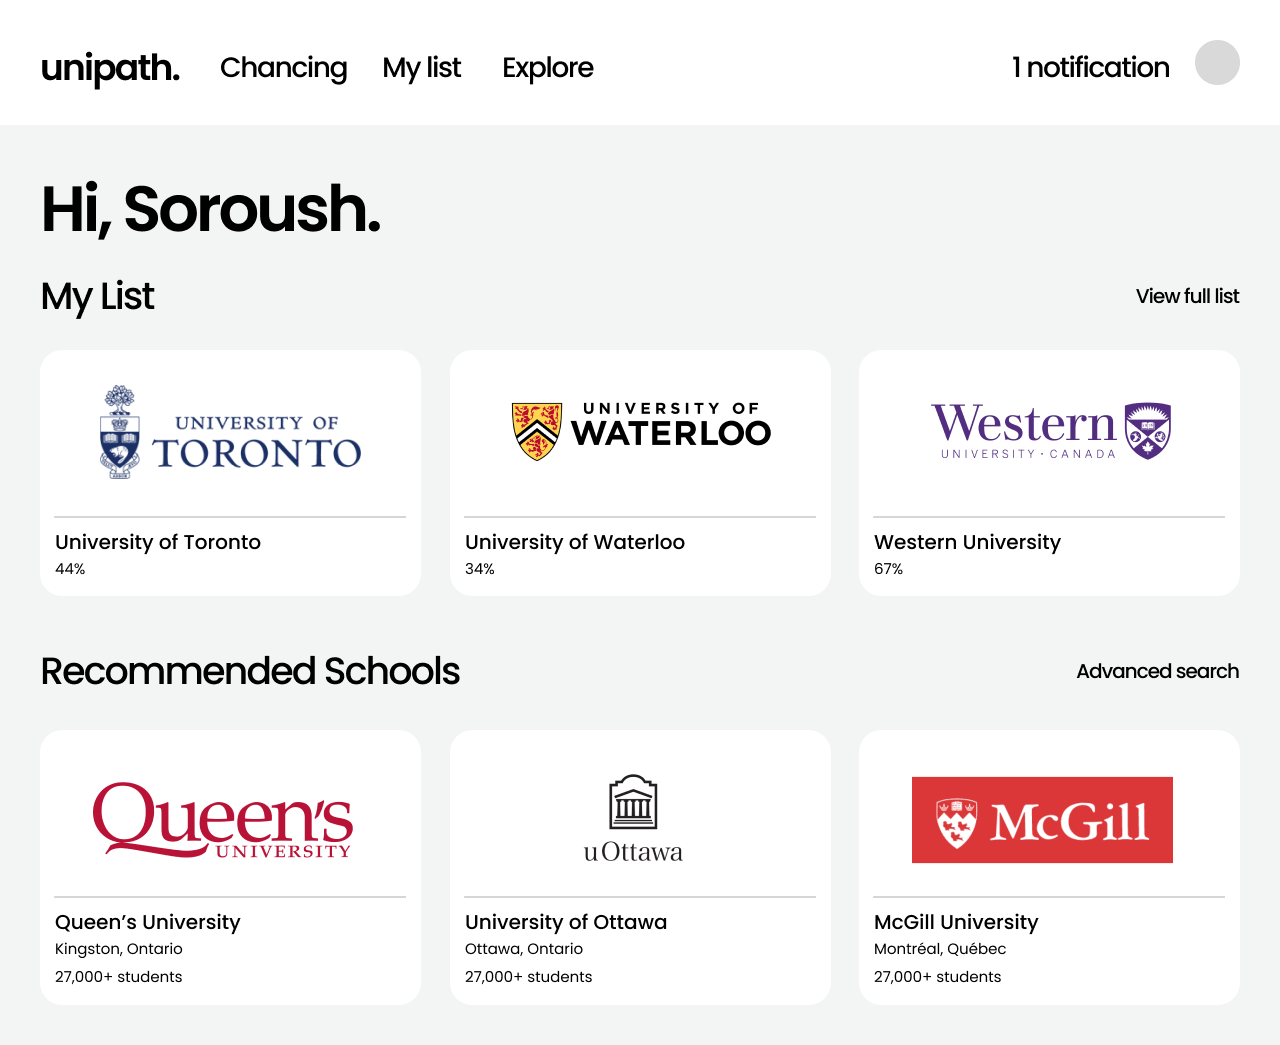 unipath. Chancing My list Explore 1 notification
Hi, Soroush.
My List View full list
UNIVERSITY OF
TORONTO
UNIVERSITY OF
WATERLOO
Western
UNIVERSITY · CANADA
University of Toronto
44%
University of Waterloo
34%
Western University
67%
Recommended Schools Advanced search
Queen's
UNIVERSITY
uOttawa
McGill
Queen’s University
Kingston, Ontario
27,000+ students
University of Ottawa
Ottawa, Ontario
27,000+ students
McGill University
Montréal, Québec
27,000+ students